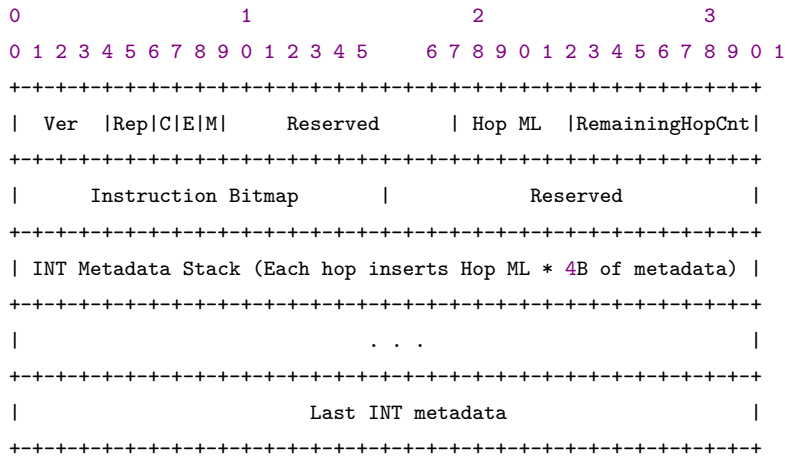 0                   1                   2                   3
0 1 2 3 4 5 6 7 8 9 0 1 2 3 4 5     6 7 8 9 0 1 2 3 4 5 6 7 8 9 0 1
+-+-+-+-+-+-+-+-+-+-+-+-+-+-+-+-+-+-+-+-+-+-+-+-+-+-+-+-+-+-+-+-+
|  Ver  |Rep|C|E|M|     Reserved      | Hop ML  |RemainingHopCnt|
+-+-+-+-+-+-+-+-+-+-+-+-+-+-+-+-+-+-+-+-+-+-+-+-+-+-+-+-+-+-+-+-+
|      Instruction Bitmap       |            Reserved           |
+-+-+-+-+-+-+-+-+-+-+-+-+-+-+-+-+-+-+-+-+-+-+-+-+-+-+-+-+-+-+-+-+
| INT Metadata Stack (Each hop inserts Hop ML * 4B of metadata) |
+-+-+-+-+-+-+-+-+-+-+-+-+-+-+-+-+-+-+-+-+-+-+-+-+-+-+-+-+-+-+-+-+
|                              . . .                            |
+-+-+-+-+-+-+-+-+-+-+-+-+-+-+-+-+-+-+-+-+-+-+-+-+-+-+-+-+-+-+-+-+
|                         Last INT metadata                     |
+-+-+-+-+-+-+-+-+-+-+-+-+-+-+-+-+-+-+-+-+-+-+-+-+-+-+-+-+-+-+-+-+